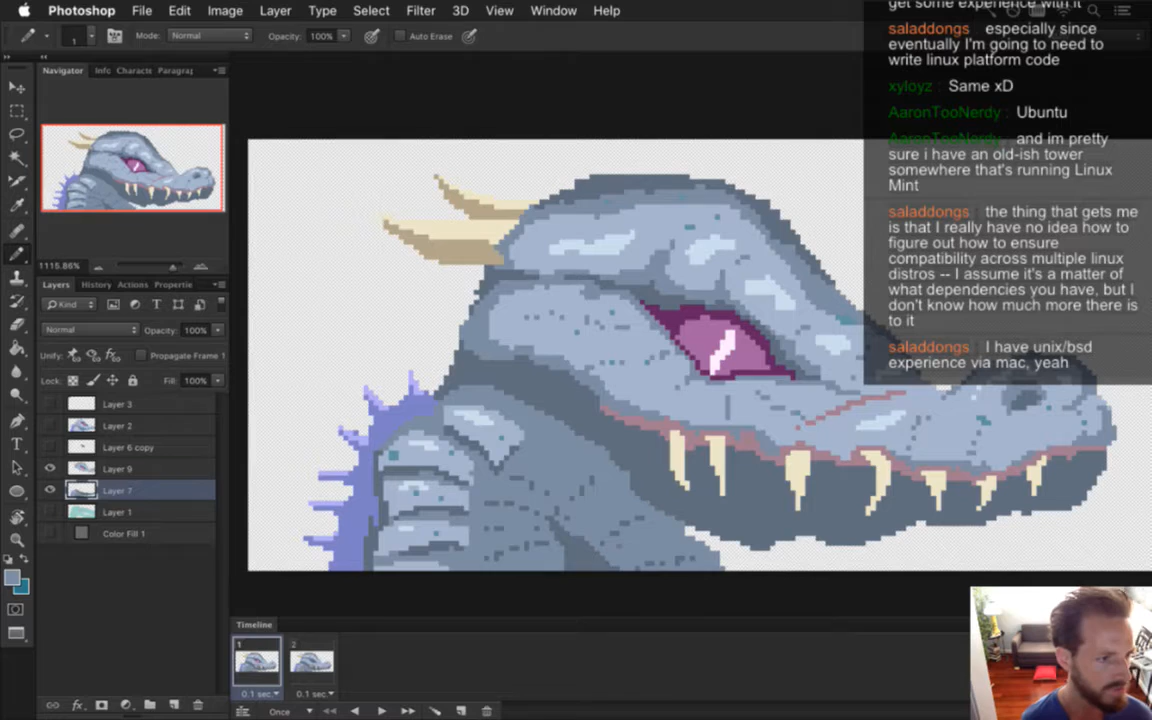 Photoshop File Edit Image Layer Type Select Filter 3D View Window Help
1 Mode: Normal Opacity: 100% Auto Erase
Navigator Info Characte Paragraj
1115.86%
Layers History Actions Propertie
Kind
Normal Opacity: 100%
Unify: Propagate Frame 1
Lock: Fill: 100%
Layer 3
Layer 2
Layer 6 copy
Layer 9
Layer 7
Layer 1
Color Fill 1
get some experience with it
saladdongs especially since
eventually I'm going to need to
write linux platform code
xyloyz : Same xD
AaronTooNerdy : Ubuntu
AaronTooNerdy : and im pretty
sure i have an old-ish tower
somewhere that's running Linux
Mint
saladdongs the thing that gets me
is that I really have no idea how to
figure out how to ensure
compatibility across multiple linux
distros -- I assume it's a matter of
what dependencies you have, but I
don't know how much more there is
to it
saladdongs I have unix/bsd
experience via mac, yeah
Timeline
1 2
0.1 sec. 0.1 sec.
Once